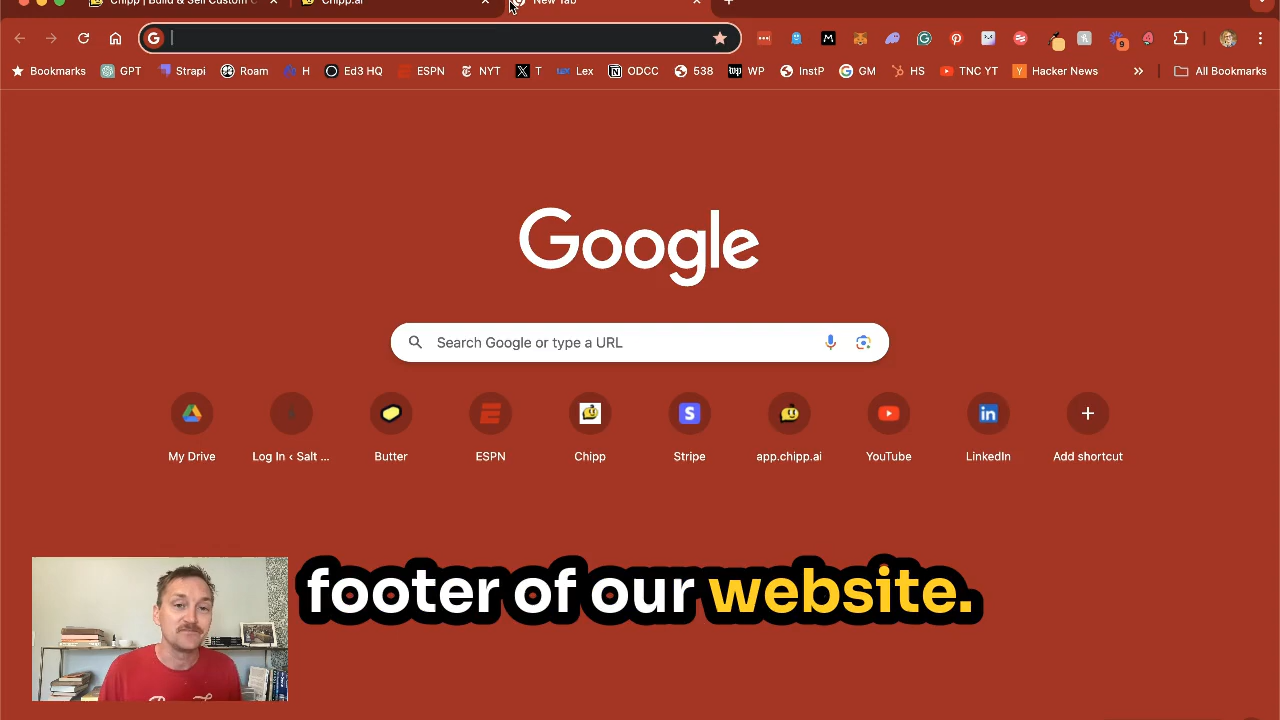 Chipp | Build & Sell Custom
Chipp.ai
New Tab
Bookmarks
GPT
Strapi
Roam
H
Ed3 HQ
ESPN
NYT
T
Lex
ODCC
538
WP
InstP
GM
HS
TNC YT
Hacker News
All Bookmarks
Google
Search Google or type a URL
My Drive
Log In ‹ Salt ...
Butter
ESPN
Chipp
Stripe
app.chipp.ai
YouTube
LinkedIn
Add shortcut
footer of our website.